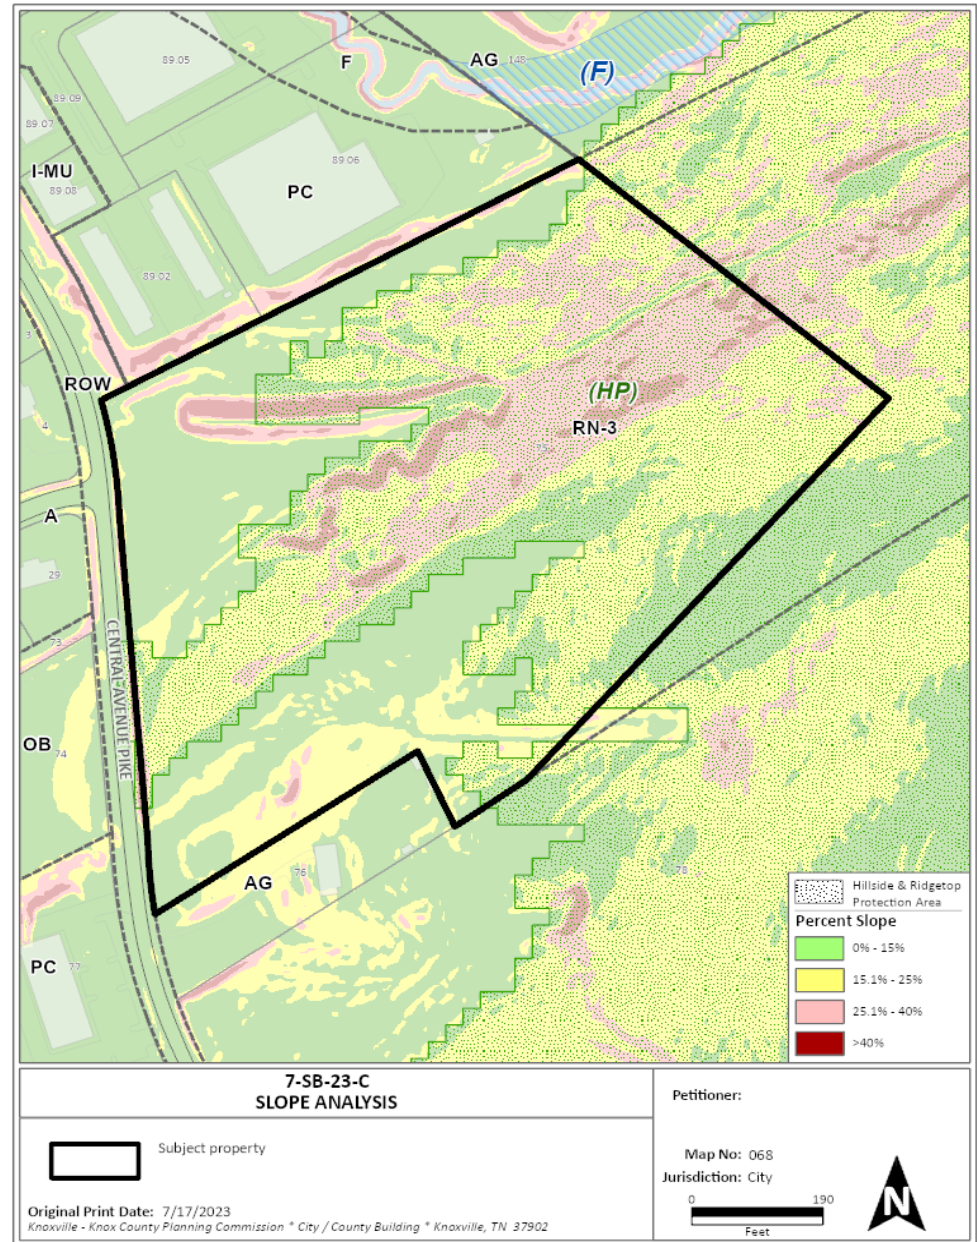 89.05
F
AG
148
(F)
89.09
89.07
I-MU
89.08
89.06
PC
89.02
3
ROW
(HP)
RN-3
4
A
29
73
CENTRAL AVENUE PIKE
OB
74
AG
76
78
PC
77
Hillside & Ridgetop
Protection Area
Percent Slope
0% - 15%
15.1% - 25%
25.1% - 40%
>40%
7-SB-23-C
SLOPE ANALYSIS
Subject property
Original Print Date: 7/17/2023
Knoxville - Knox County Planning Commission * City / County Building * Knoxville, TN 37902
Petitioner:
Map No: 068
Jurisdiction: City
0 190
Feet
N